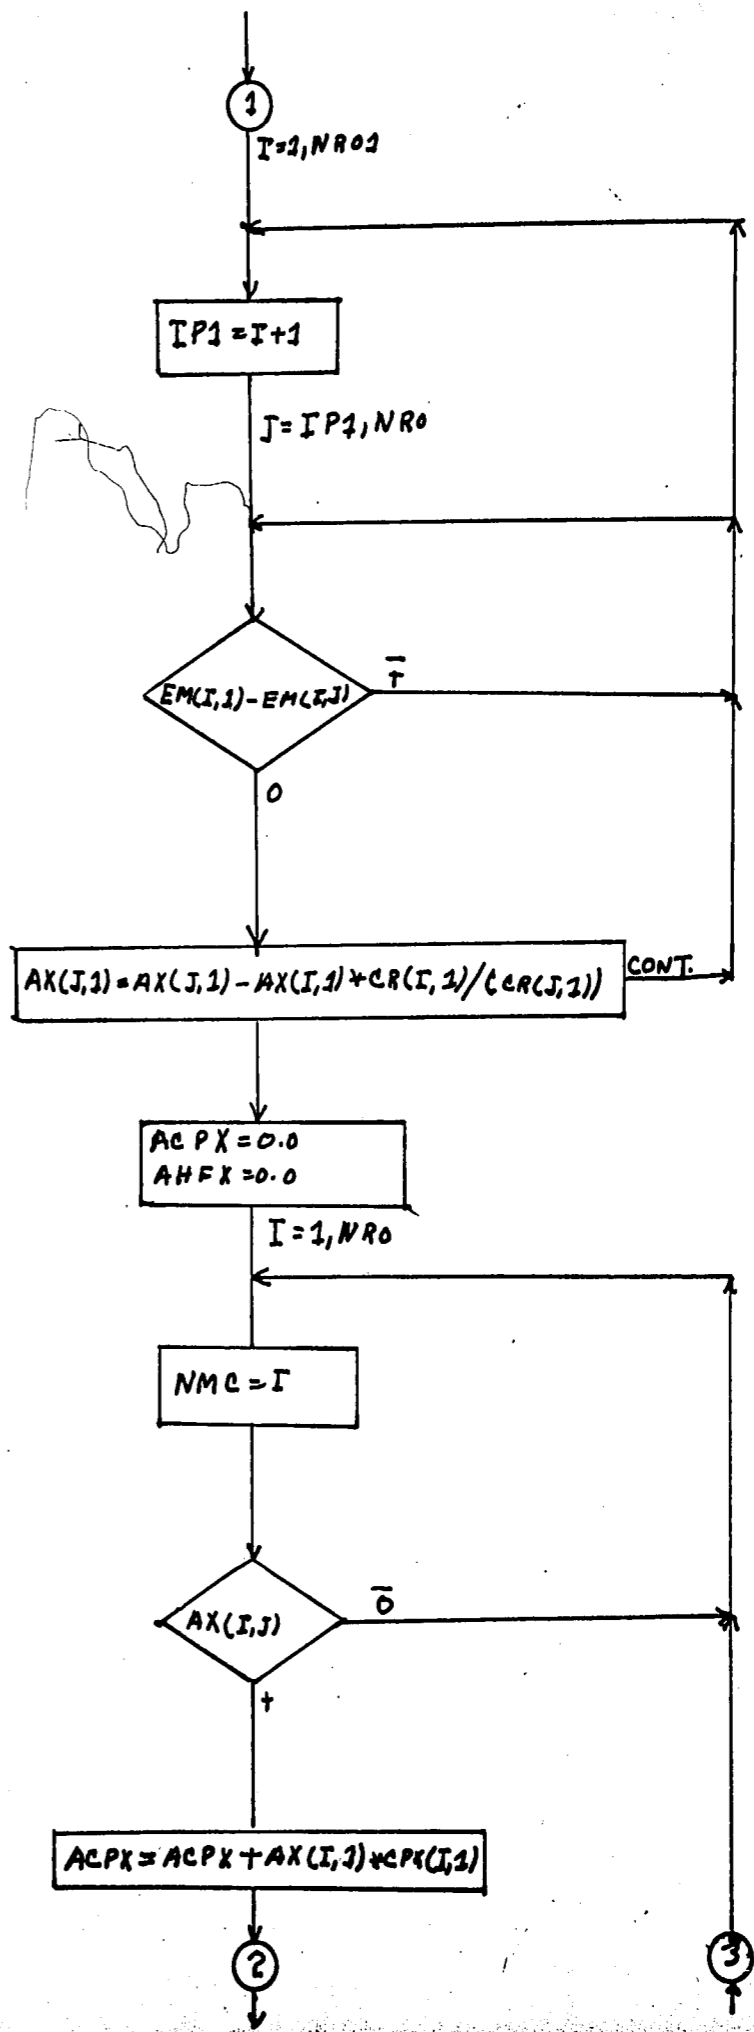 1
I=1,NRO1
IP1=I+1
J=IP1,NRO
EM(I,1)-EM(I,J)
-
+
0
AX(J,1)=AX(J,1)-AX(I,1)*CR(I,1)/(CR(J,1))
CONT.
ACPX=0.0
AHFX=0.0
I=1,NRO
NMC=I
AX(I,J)
-
0
+
ACPX=ACPX+AX(I,1)*CPX(I,1)
2
3